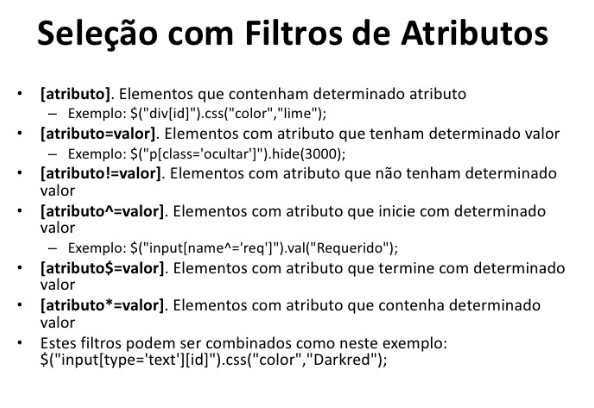 Seleção com Filtros de Atributos
• [atributo]. Elementos que contenham determinado atributo
– Exemplo: $("div[id]").css("color","lime");
• [atributo=valor]. Elementos com atributo que tenham determinado valor
– Exemplo: $("p[class='ocultar']").hide(3000);
• [atributo!=valor]. Elementos com atributo que não tenham determinado
valor
• [atributo^=valor]. Elementos com atributo que inicie com determinado
valor
– Exemplo: $("input[name^='req']").val("Requerido");
• [atributo$=valor]. Elementos com atributo que termine com determinado
valor
• [atributo*=valor]. Elementos com atributo que contenha determinado
valor
• Estes filtros podem ser combinados como neste exemplo:
$("input[type='text'][id]").css("color","Darkred");